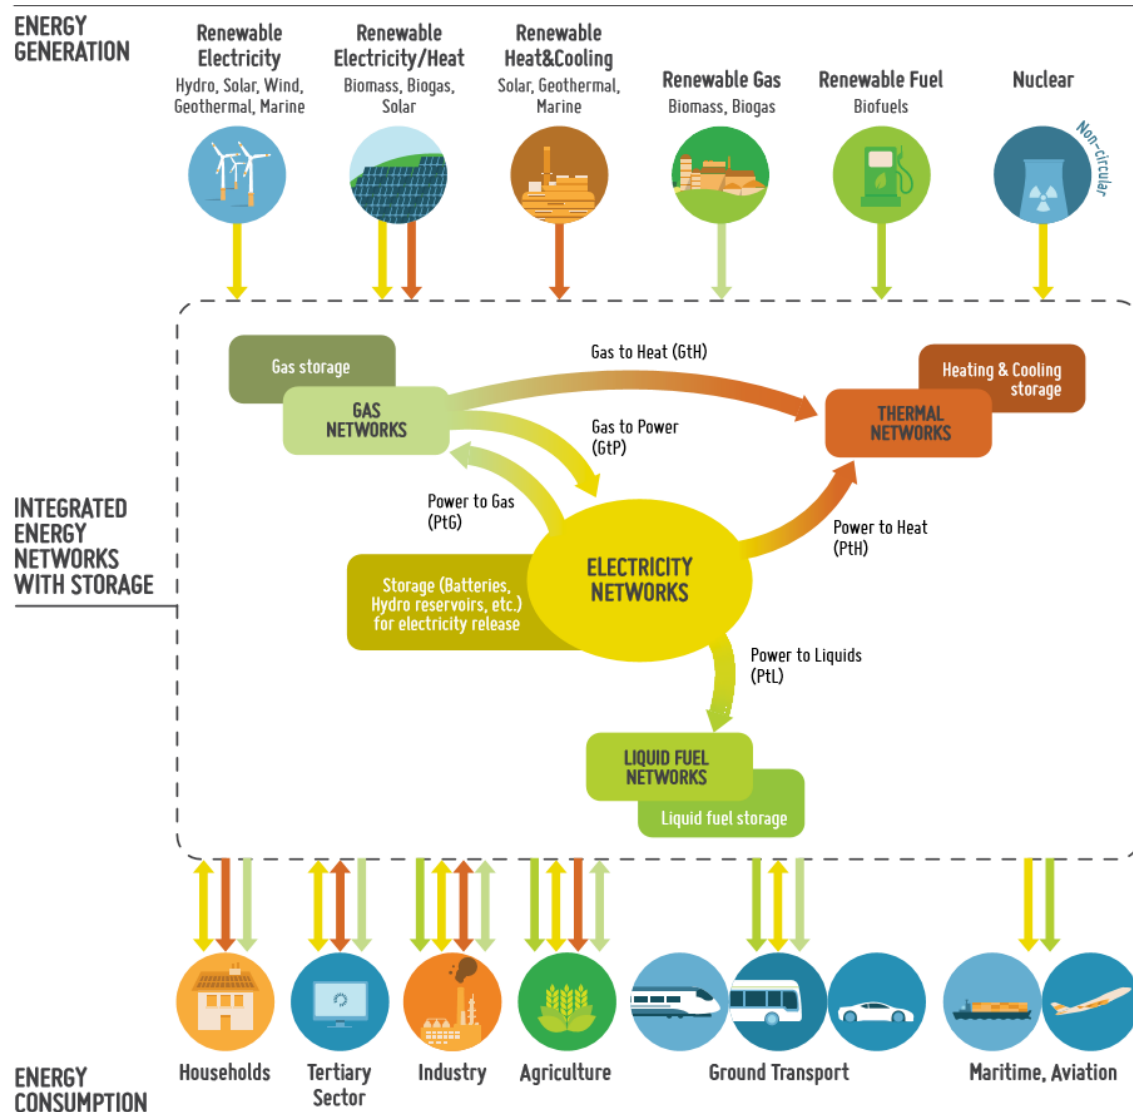 ENERGY
GENERATION
Renewable
Electricity
Hydro, Solar, Wind,
Geothermal, Marine
Renewable
Electricity/Heat
Biomass, Biogas,
Solar
Renewable
Heat&Cooling
Solar, Geothermal,
Marine
Renewable Gas
Biomass, Biogas
Renewable Fuel
Biofuels
Nuclear
Non-circular
INTEGRATED
ENERGY
NETWORKS
WITH STORAGE
Gas storage
GAS
NETWORKS
Gas to Heat (GtH)
Heating & Cooling
storage
THERMAL
NETWORKS
Gas to Power
(GtP)
Power to Gas
(PtG)
Power to Heat
(PtH)
ELECTRICITY
NETWORKS
Storage (Batteries,
Hydro reservoirs, etc.)
for electricity release
Power to Liquids
(PtL)
LIQUID FUEL
NETWORKS
Liquid fuel storage
ENERGY
CONSUMPTION
Households
Tertiary
Sector
Industry
Agriculture
Ground Transport
Maritime, Aviation